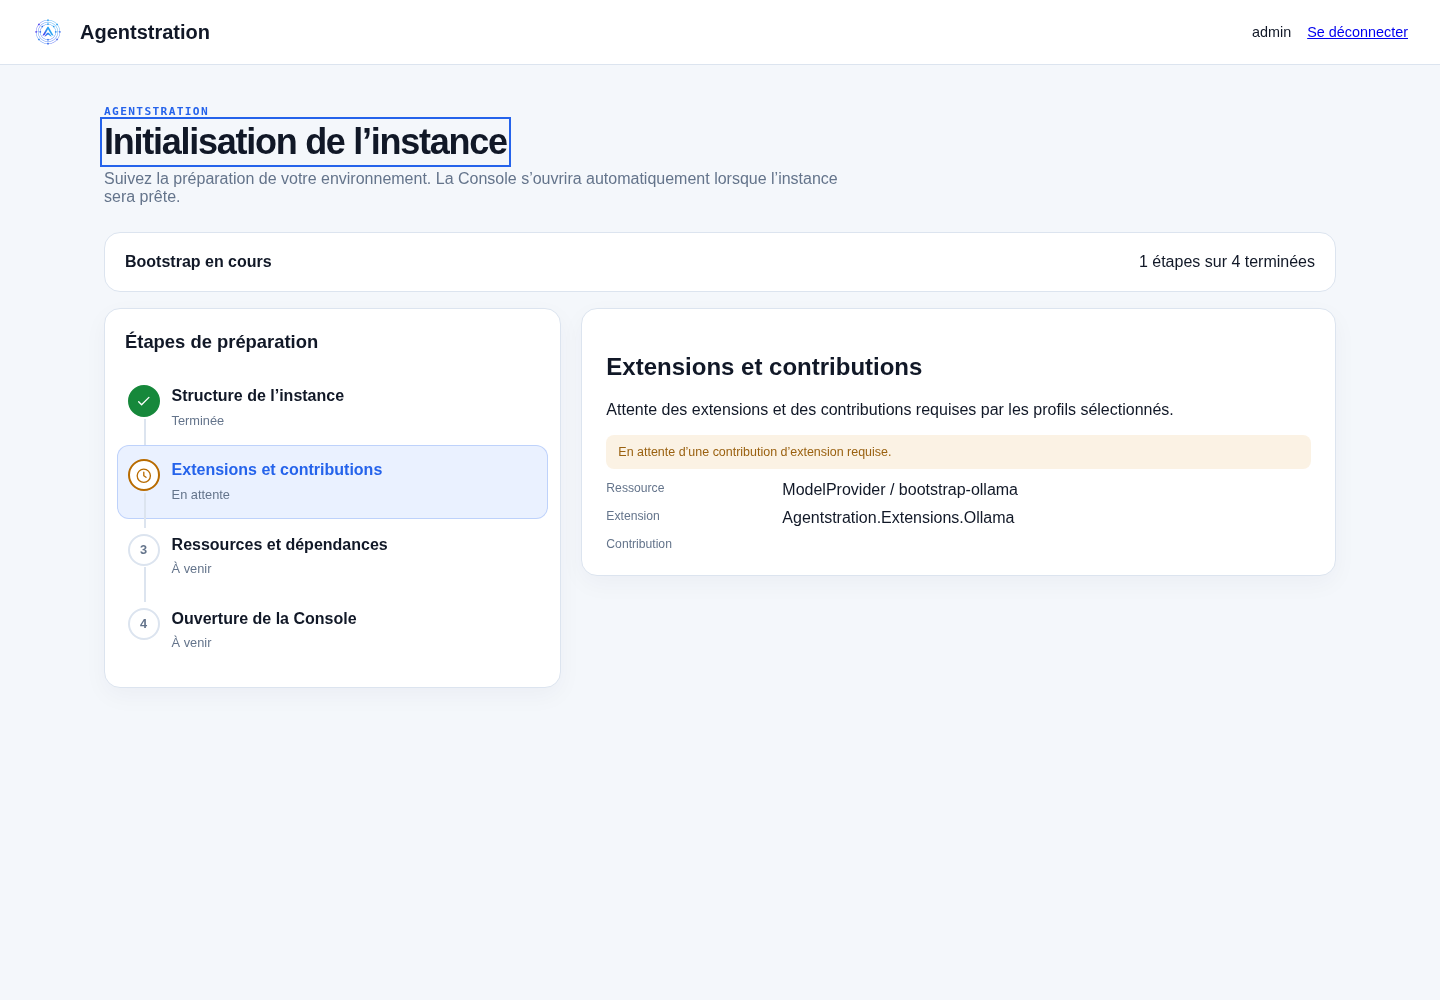 Agentstration
admin
Se déconnecter
AGENTSTRATION
Initialisation de l’instance
Suivez la préparation de votre environnement. La Console s’ouvrira automatiquement lorsque l’instance
sera prête.
Bootstrap en cours
1 étapes sur 4 terminées
Étapes de préparation
Structure de l’instance
Terminée
Extensions et contributions
En attente
3
Ressources et dépendances
À venir
4
Ouverture de la Console
À venir
Extensions et contributions
Attente des extensions et des contributions requises par les profils sélectionnés.
En attente d’une contribution d’extension requise.
Ressource
ModelProvider / bootstrap-ollama
Extension
Agentstration.Extensions.Ollama
Contribution